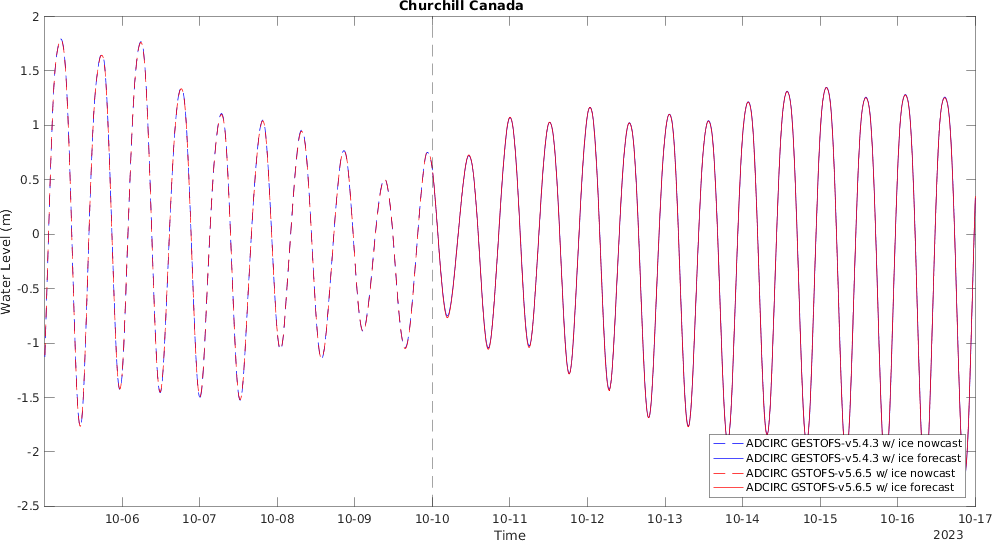 Churchill Canada
2
1.5
1
0.5
0
-0.5
-1
-1.5
-2
-2.5
Water Level (m)
ADCIRC GESTOFS-v5.4.3 w/ ice nowcast
ADCIRC GESTOFS-v5.4.3 w/ ice forecast
ADCIRC GSTOFS-v5.6.5 w/ ice nowcast
ADCIRC GSTOFS-v5.6.5 w/ ice forecast
10-06 10-07 10-08 10-09 10-10 10-11 10-12 10-13 10-14 10-15 10-16 10-17
Time
2023